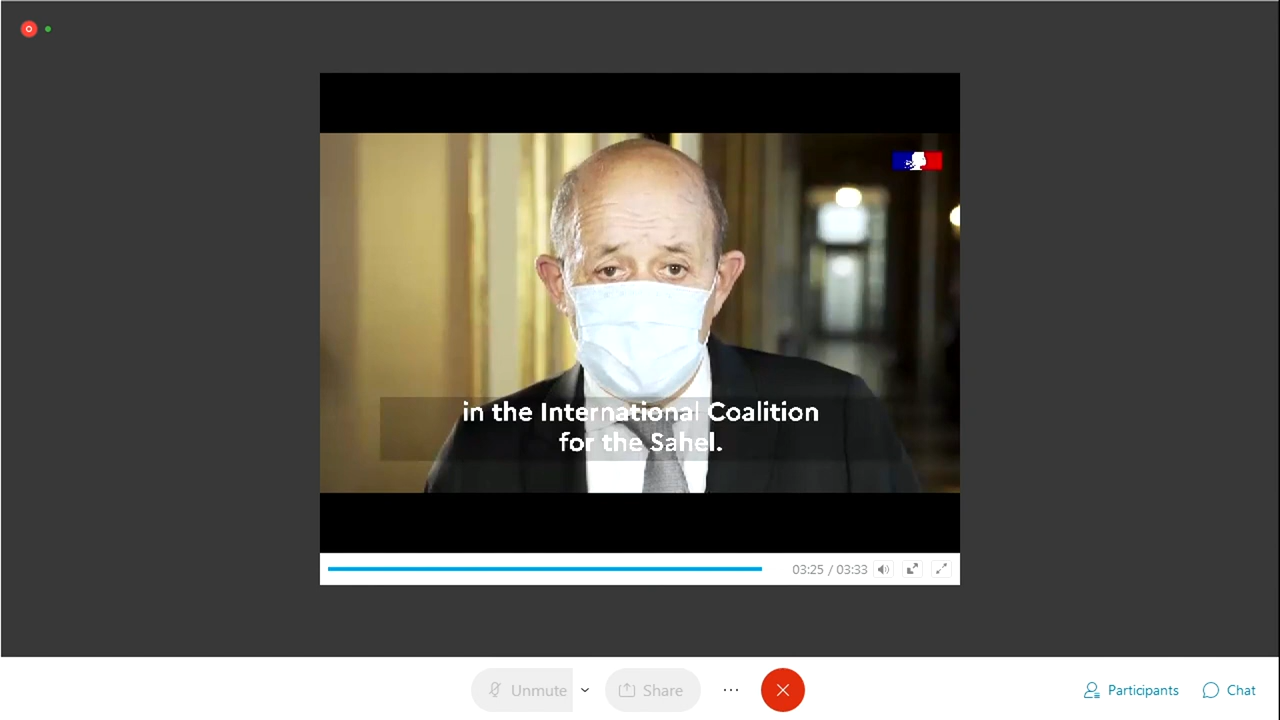 in the International Coalition
for the Sahel.
03:25 / 03:33
Unmute
Share
Participants
Chat